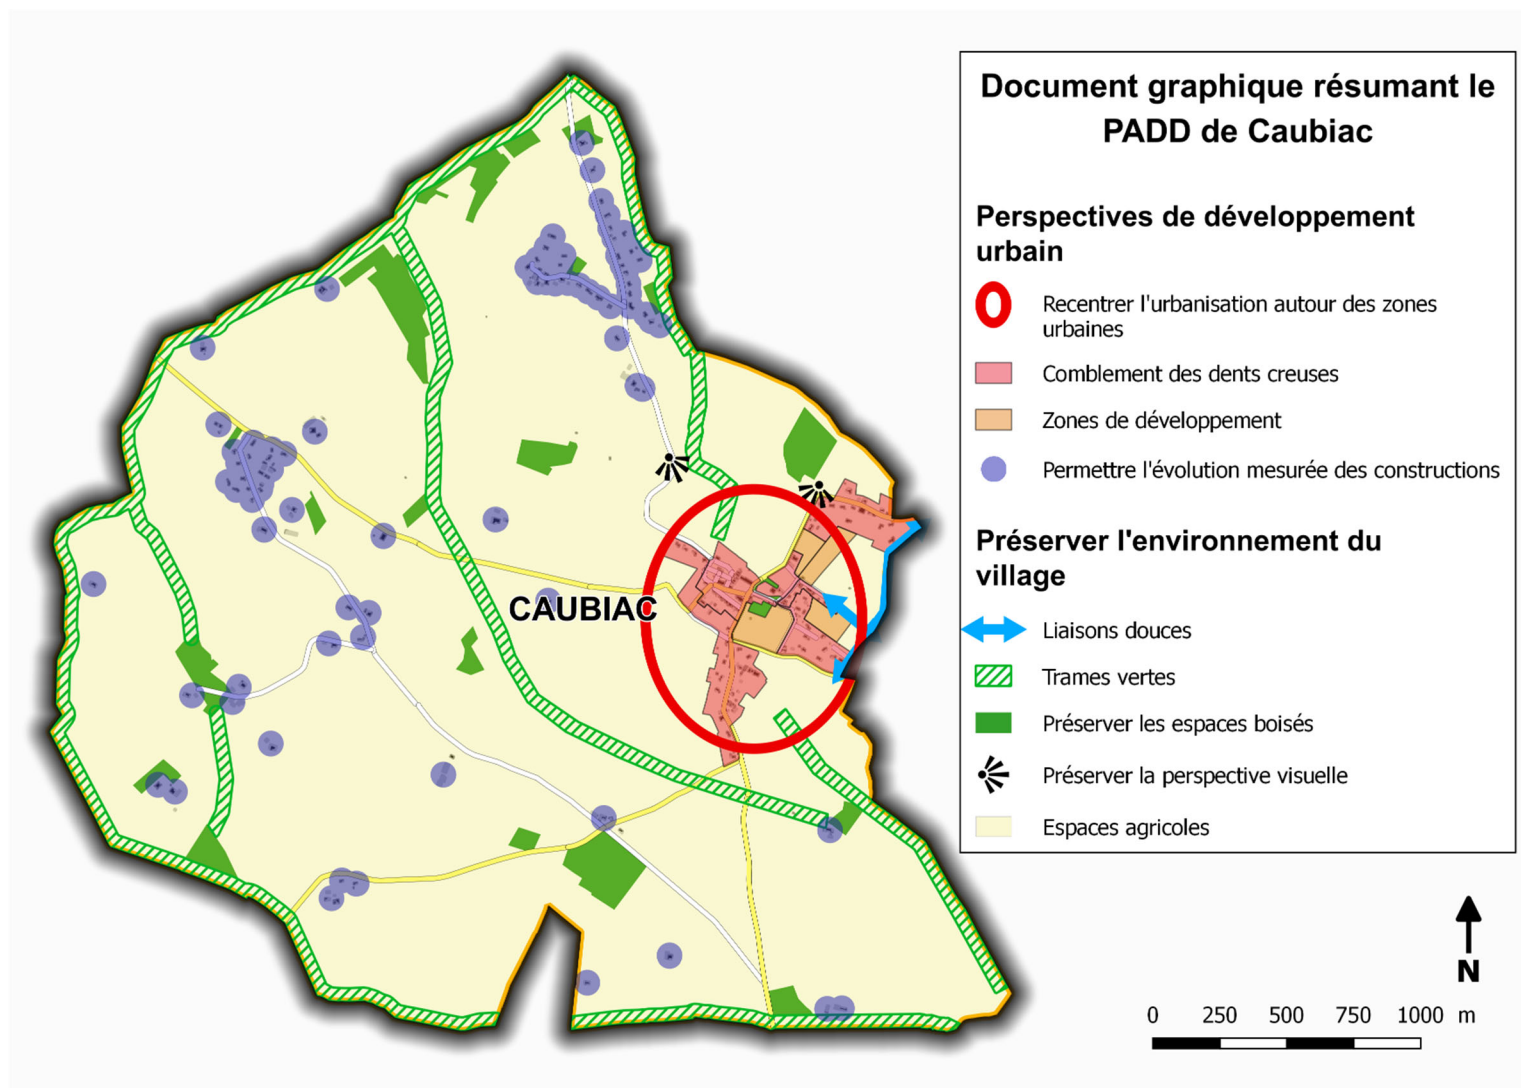 Document graphique résumant le
PADD de Caubiac
Perspectives de développement
urbain
Recentrer l'urbanisation autour des zones
urbaines
Comblement des dents creuses
Zones de développement
Permettre l'évolution mesurée des constructions
Préserver l'environnement du
village
Liaisons douces
Trames vertes
Préserver les espaces boisés
Préserver la perspective visuelle
Espaces agricoles
CAUBIAC
N
0 250 500 750 1000 m